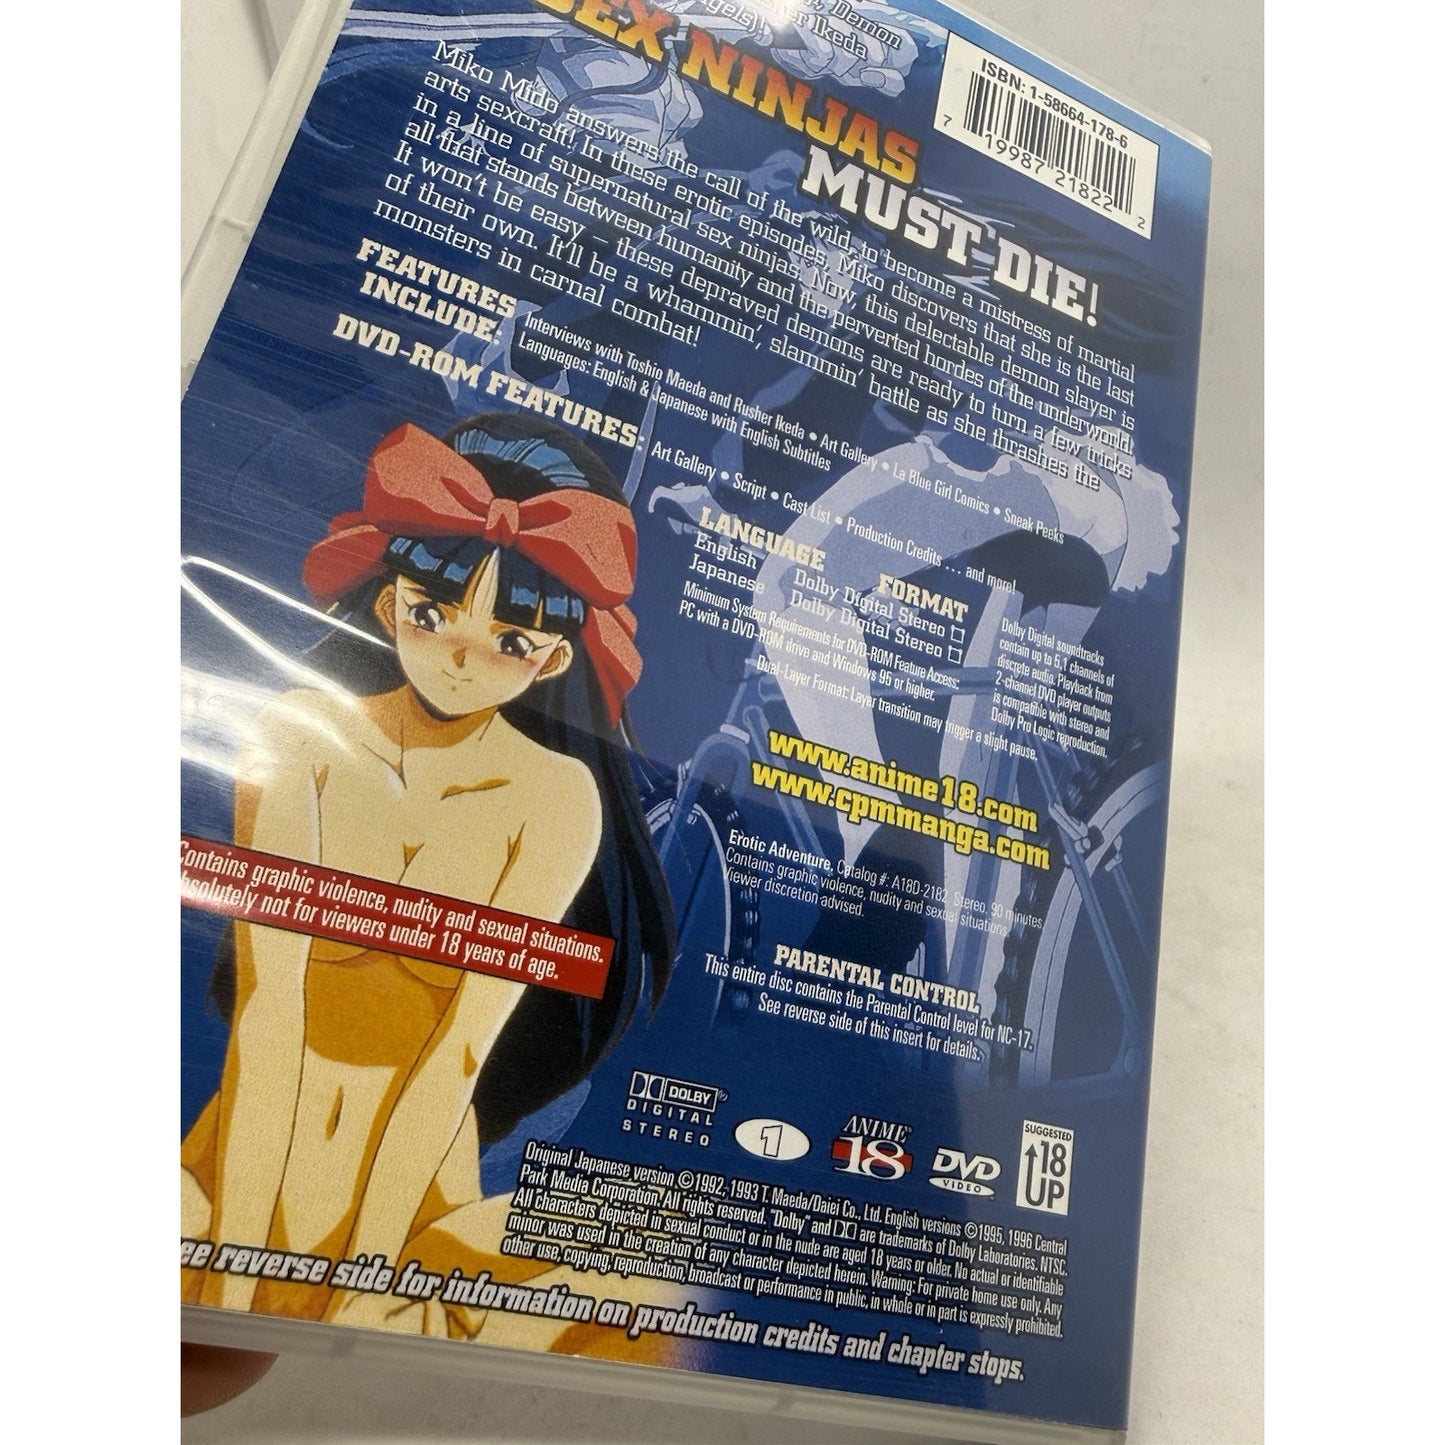 Demon
Ikeda
SEX NINJAS
MUST DIE!
ISBN: 1-58664-178-6
7 19987 21822 2
Miko Mido answers the call of the wild, to become a mistress of martial
arts sexcraft! In these erotic episodes, Miko discovers that she is the last
in a line of supernatural sex ninjas. Now, this delectable demon slayer is
all that stands between humanity and the perverted hordes of the underworld.
It won't be easy – these depraved demons are ready to turn a few tricks
of their own. It'll be a whammin', slammin' battle as she thrashes the
monsters in carnal combat!
FEATURES
INCLUDE:
Interviews with Toshio Maeda and Rusher Ikeda • Art Gallery • La Blue Girl Comics • Sneak Peeks
Languages: English & Japanese with English Subtitles
DVD-ROM FEATURES:
Art Gallery • Script • Cast List • Production Credits ... and more!
LANGUAGE FORMAT
English Dolby Digital Stereo
Japanese Dolby Digital Stereo
Minimum System Requirements for DVD-ROM Feature Access:
PC with a DVD-ROM drive and Windows 95 or higher.
Dual-Layer Format: Layer transition may trigger a slight pause.
Dolby Digital soundtracks
contain up to 5.1 channels of
discrete audio. Playback from
2-channel DVD player outputs
is compatible with stereo and
Dolby Pro Logic reproduction.
www.anime18.com
www.cpmmanga.com
Erotic Adventure. Catalog #: A18D-2182. Stereo. 90 minutes.
Contains graphic violence, nudity and sexual situations.
Viewer discretion advised.
Contains graphic violence, nudity and sexual situations.
Absolutely not for viewers under 18 years of age.
PARENTAL CONTROL
This entire disc contains the Parental Control level for NC-17.
See reverse side of this insert for details.
DOLBY
DIGITAL
STEREO
1
ANIME
18
DVD
VIDEO
SUGGESTED
18
UP
Original Japanese version ©1992, 1993 T. Maeda/Daiei Co., Ltd. English versions ©1995, 1996 Central
Park Media Corporation. All rights reserved. "Dolby" and are trademarks of Dolby Laboratories. NTSC.
All characters depicted in sexual conduct or in the nude are aged 18 years or older. No actual or identifiable
minor was used in the creation of any character depicted herein. Warning: For private home use only. Any
other use, copying, reproduction, broadcast or performance in public, in whole or in part is expressly prohibited.
ee reverse side for information on production credits and chapter stops.